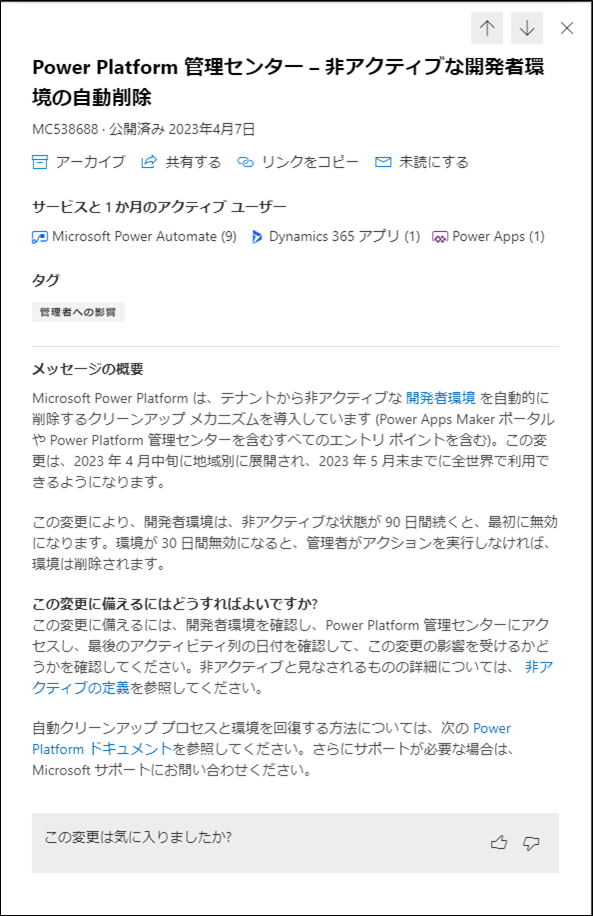 Power Platform 管理センター – 非アクティブな開発者環
境の自動削除
MC538688 · 公開済み 2023年4月7日
アーカイブ 共有する リンクをコピー 未読にする
サービスと 1 か月のアクティブ ユーザー
Microsoft Power Automate (9) Dynamics 365 アプリ (1) Power Apps (1)
タグ
管理者への影響
メッセージの概要
Microsoft Power Platform は、テナントから非アクティブな 開発者環境 を自動的に
削除するクリーンアップ メカニズムを導入しています (Power Apps Maker ポータル
や Power Platform 管理センターを含むすべてのエントリ ポイントを含む)。この変
更は、2023 年 4 月中旬に地域別に展開され、2023 年 5 月末までに全世界で利用で
きるようになります。
この変更により、開発者環境は、非アクティブな状態が 90 日間続くと、最初に無効
になります。環境が 30 日間無効になると、管理者がアクションを実行しなければ、
環境は削除されます。
この変更に備えるにはどうすればよいですか?
この変更に備えるには、開発者環境を確認し、Power Platform 管理センターにアク
セスし、最後のアクティビティ列の日付を確認して、この変更の影響を受けるかど
うかを確認してください。非アクティブと見なされるものの詳細については、 非ア
クティブの定義を参照してください。
自動クリーンアップ プロセスと環境を回復する方法については、次の Power
Platform ドキュメントを参照してください。さらにサポートが必要な場合は、
Microsoft サポートにお問い合わせください。
この変更は気に入りましたか?